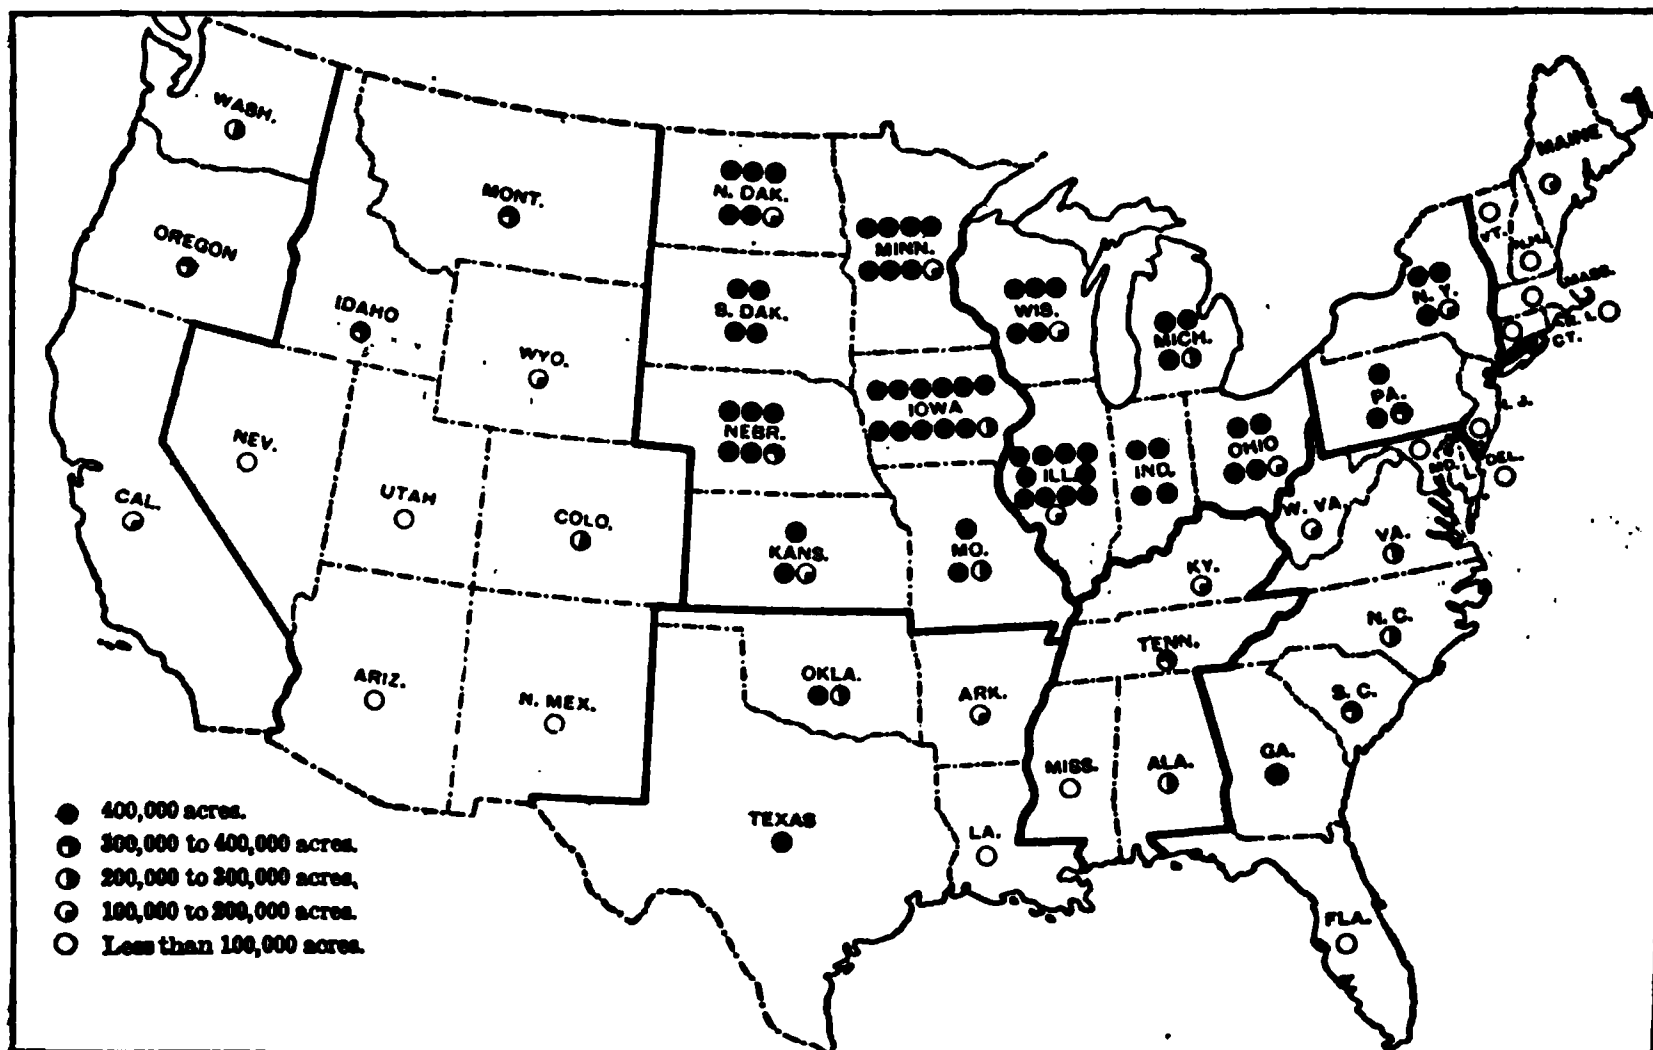 WASH.
OREGON
CAL.
NEV.
IDAHO
MONT.
WYO.
UTAH
COLO.
ARIZ.
N. MEX.
N. DAK.
S. DAK.
NEBR.
KANS.
OKLA.
TEXAS
MINN.
IOWA
MO.
ARK.
LA.
WIS.
ILL.
MICH.
IND.
OHIO
KY.
TENN.
MISS.
ALA.
GA.
FLA.
S. C.
N. C.
VA.
W. VA.
MD.
DEL.
PA.
N. J.
N. Y.
CT.
R. I.
MASS.
VT.
N.H.
MAINE
400,000 acres.
300,000 to 400,000 acres.
200,000 to 300,000 acres.
100,000 to 200,000 acres.
Less than 100,000 acres.